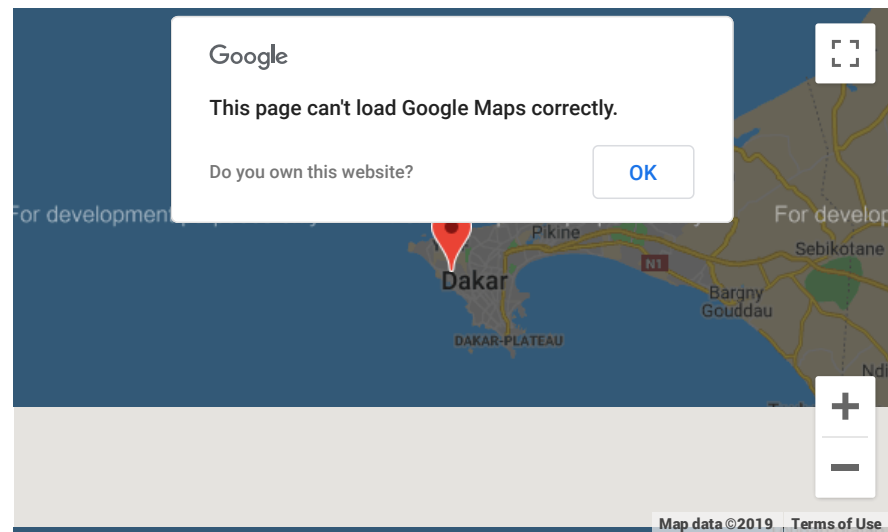 Google
This page can't load Google Maps correctly.
Do you own this website?
OK
For development
For develop
Pikine
Sebikotane
N1
Dakar
Bargny
Gouddau
DAKAR-PLATEAU
Ndi
Map data ©2019
Terms of Use